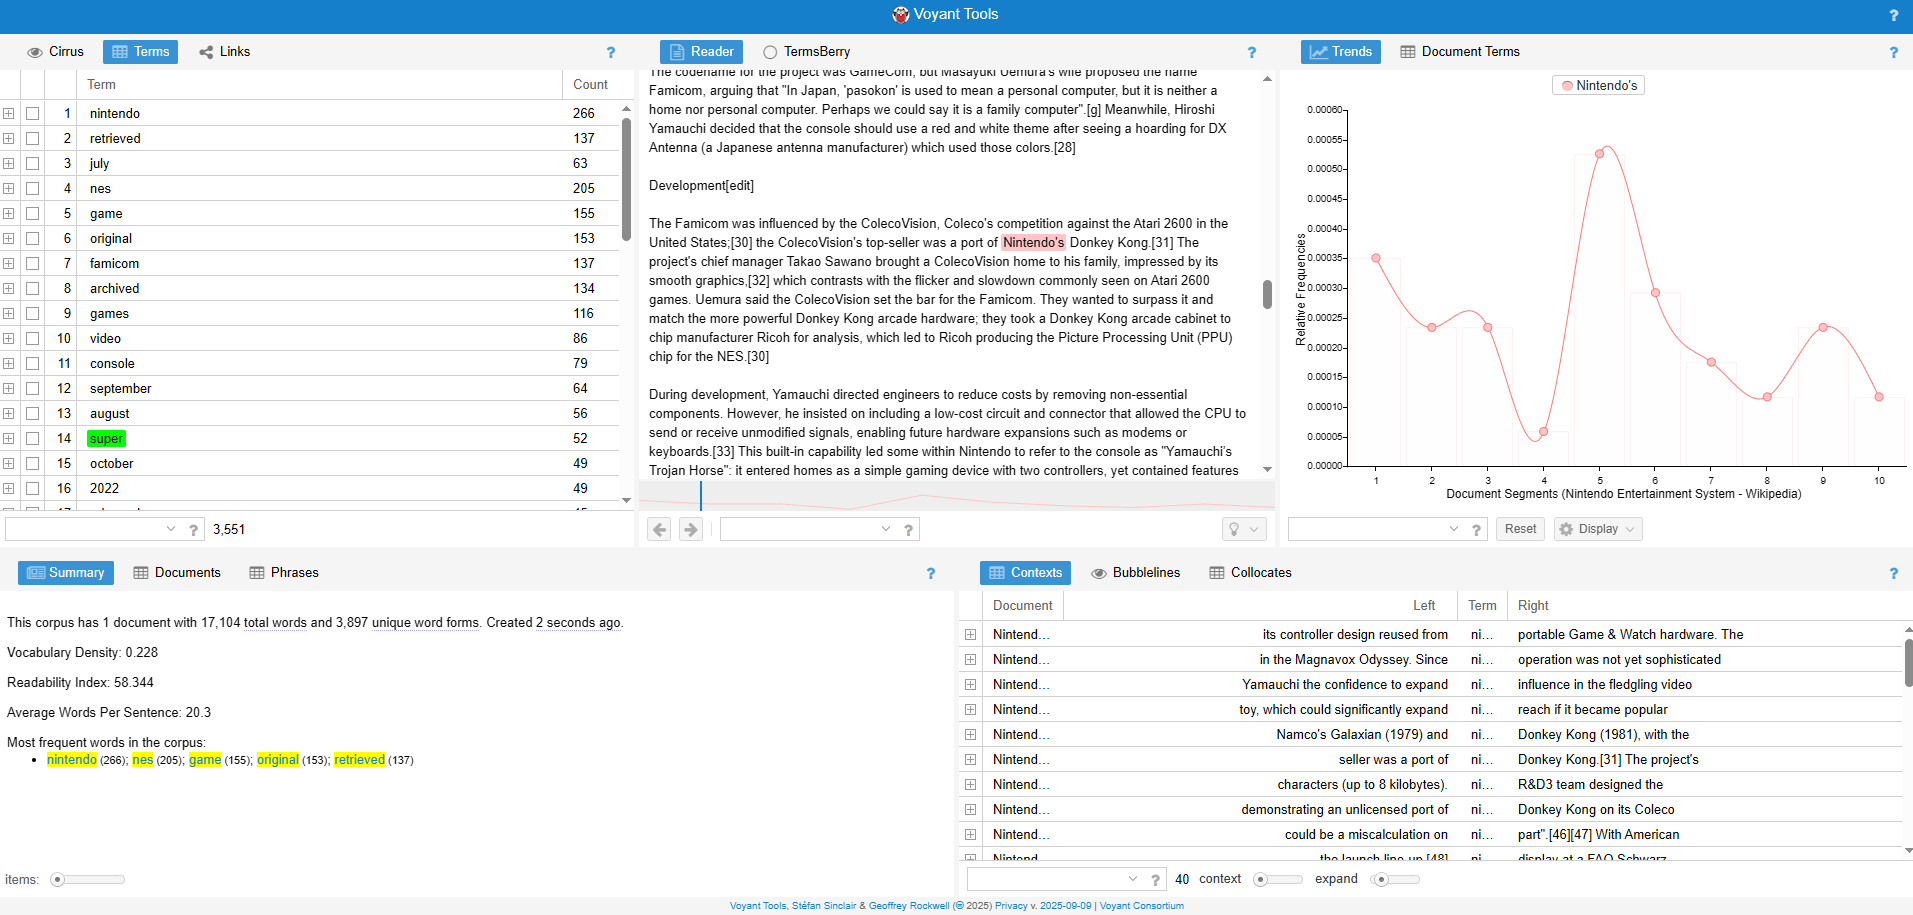 Voyant Tools
?
Cirrus Terms Links ?
Term Count
1 nintendo 266
2 retrieved 137
3 july 63
4 nes 205
5 game 155
6 original 153
7 famicom 137
8 archived 134
9 games 116
10 video 86
11 console 79
12 september 64
13 august 56
14 super 52
15 october 49
16 2022 49
? 3,551
Reader TermsBerry ?
The codename for the project was GameCom, but Masayuki Uemura's wife proposed the name
Famicom, arguing that "In Japan, 'pasokon' is used to mean a personal computer, but it is neither a
home nor personal computer. Perhaps we could say it is a family computer".[g] Meanwhile, Hiroshi
Yamauchi decided that the console should use a red and white theme after seeing a hoarding for DX
Antenna (a Japanese antenna manufacturer) which used those colors.[28]
Development[edit]
The Famicom was influenced by the ColecoVision, Coleco's competition against the Atari 2600 in the
United States;[30] the ColecoVision's top-seller was a port of Nintendo's Donkey Kong.[31] The
project's chief manager Takao Sawano brought a ColecoVision home to his family, impressed by its
smooth graphics,[32] which contrasts with the flicker and slowdown commonly seen on Atari 2600
games. Uemura said the ColecoVision set the bar for the Famicom. They wanted to surpass it and
match the more powerful Donkey Kong arcade hardware; they took a Donkey Kong arcade cabinet to
chip manufacturer Ricoh for analysis, which led to Ricoh producing the Picture Processing Unit (PPU)
chip for the NES.[30]
During development, Yamauchi directed engineers to reduce costs by removing non-essential
components. However, he insisted on including a low-cost circuit and connector that allowed the CPU to
send or receive unmodified signals, enabling future hardware expansions such as modems or
keyboards.[33] This built-in capability led some within Nintendo to refer to the console as "Yamauchi's
Trojan Horse": it entered homes as a simple gaming device with two controllers, yet contained features
?
Trends Document Terms ?
Nintendo's
0.00060
0.00055
0.00050
0.00045
0.00040
0.00035
0.00030
0.00025
0.00020
0.00015
0.00010
0.00005
0.00000
Relative Frequencies
1 2 3 4 5 6 7 8 9 10
Document Segments (Nintendo Entertainment System - Wikipedia)
? Reset Display
Summary Documents Phrases ?
This corpus has 1 document with 17,104 total words and 3,897 unique word forms. Created 2 seconds ago.
Vocabulary Density: 0.228
Readability Index: 58.344
Average Words Per Sentence: 20.3
Most frequent words in the corpus:
• nintendo (266); nes (205); game (155); original (153); retrieved (137)
items:
Contexts Bubblelines Collocates ?
Document Left Term Right
Nintend... its controller design reused from ni... portable Game & Watch hardware. The
Nintend... in the Magnavox Odyssey. Since ni... operation was not yet sophisticated
Nintend... Yamauchi the confidence to expand ni... influence in the fledgling video
Nintend... toy, which could significantly expand ni... reach if it became popular
Nintend... Namco's Galaxian (1979) and ni... Donkey Kong (1981), with the
Nintend... seller was a port of ni... Donkey Kong.[31] The project's
Nintend... characters (up to 8 kilobytes). ni... R&D3 team designed the
Nintend... demonstrating an unlicensed port of ni... Donkey Kong on its Coleco
Nintend... could be a miscalculation on ni... part".[46][47] With American
Nintend... the launch line-up.[48] ni... display at a FAO Schwarz
? 40 context expand
Voyant Tools, Stéfan Sinclair & Geoffrey Rockwell (© 2025) Privacy v. 2025-09-09 | Voyant Consortium